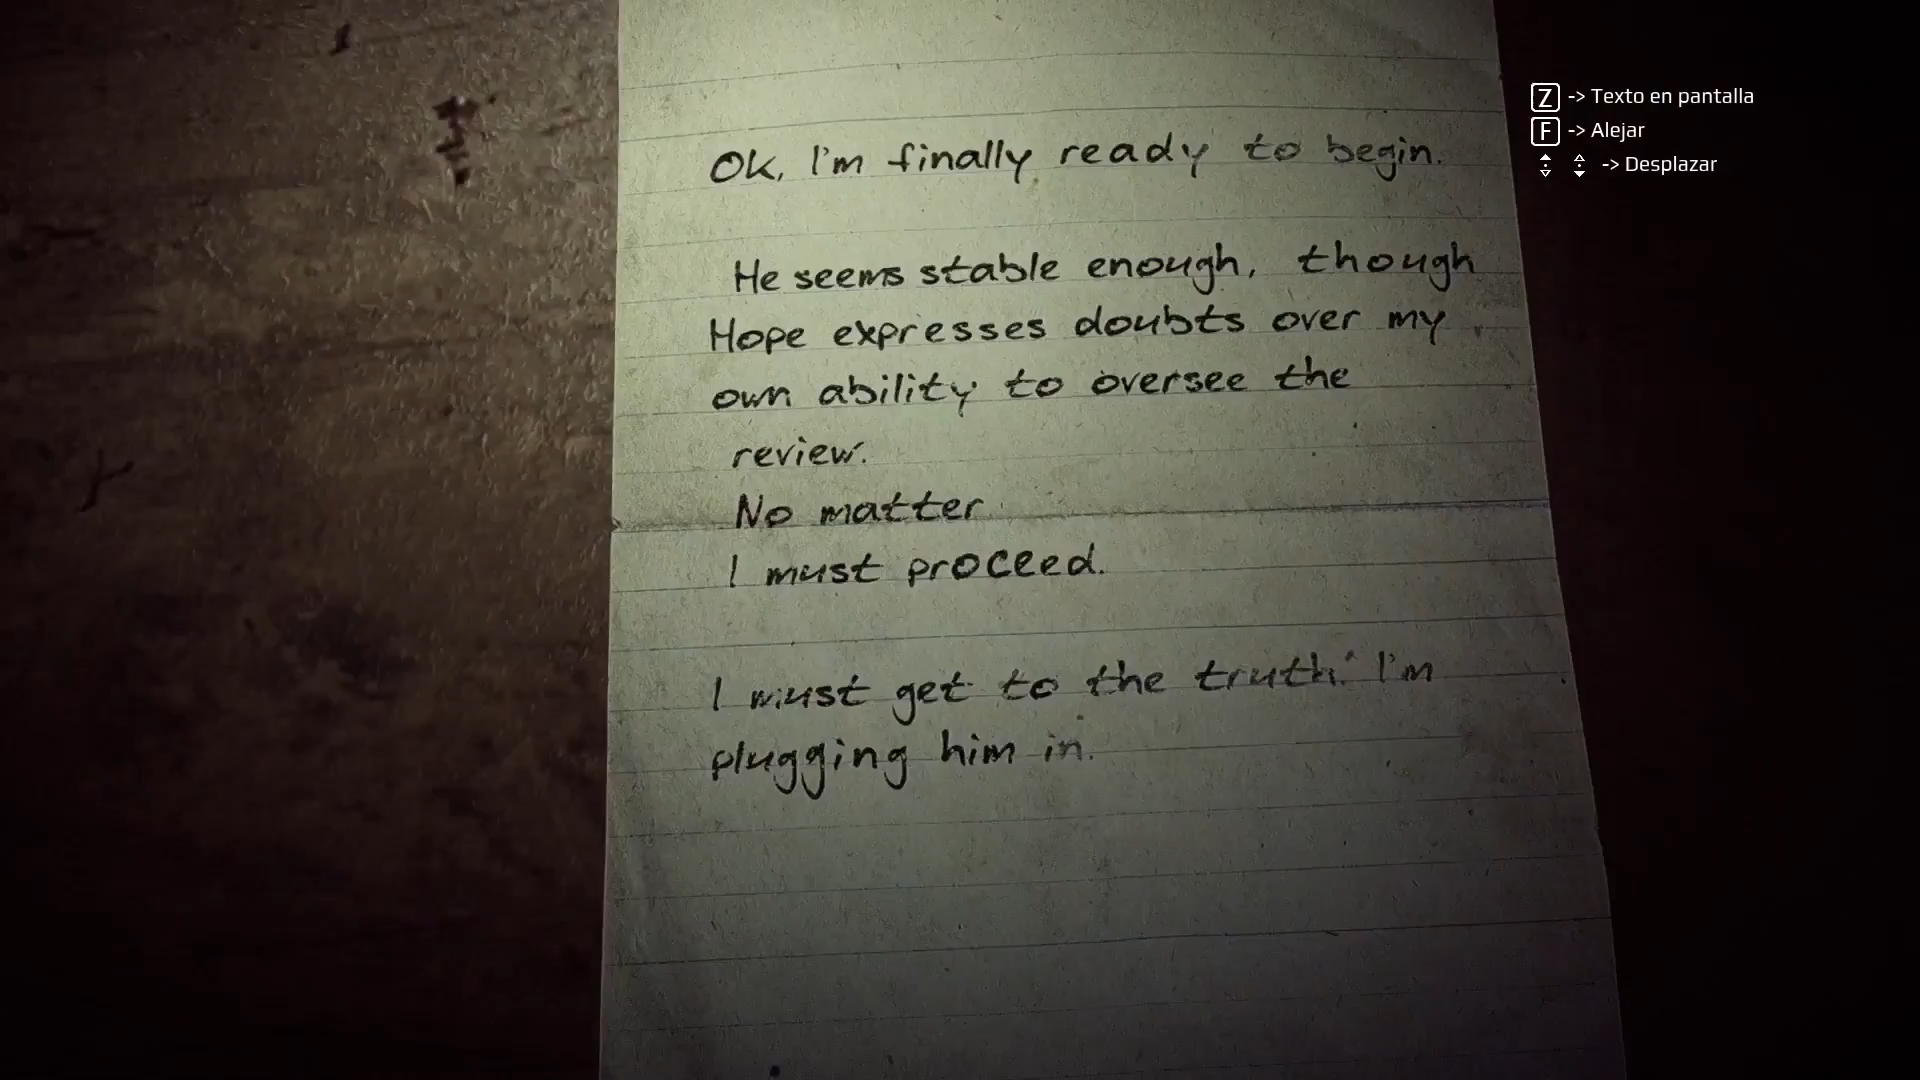 OK, I'm finally ready to begin.
He seems stable enough, though
Hope expresses doubts over my
own ability to oversee the
review.
No matter
I must proceed.
I must get to the truth. I'm
plugging him in.
Z -> Texto en pantalla
F -> Alejar
-> Desplazar